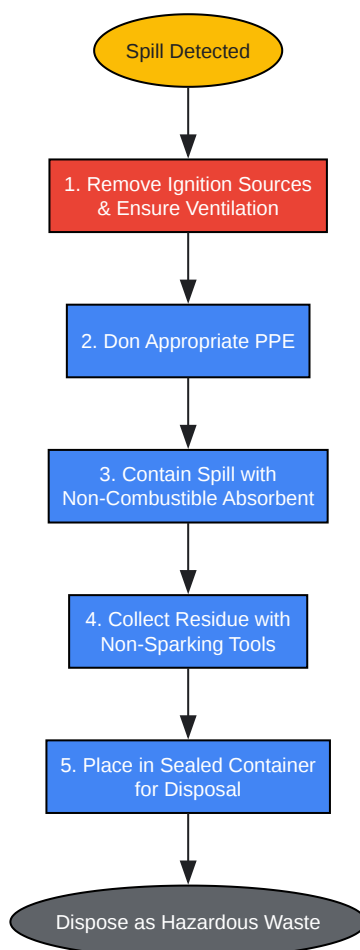 Spill Detected
1. Remove Ignition Sources
& Ensure Ventilation
2. Don Appropriate PPE
3. Contain Spill with
Non-Combustible Absorbent
4. Collect Residue with
Non-Sparking Tools
5. Place in Sealed Container
for Disposal
Dispose as Hazardous Waste